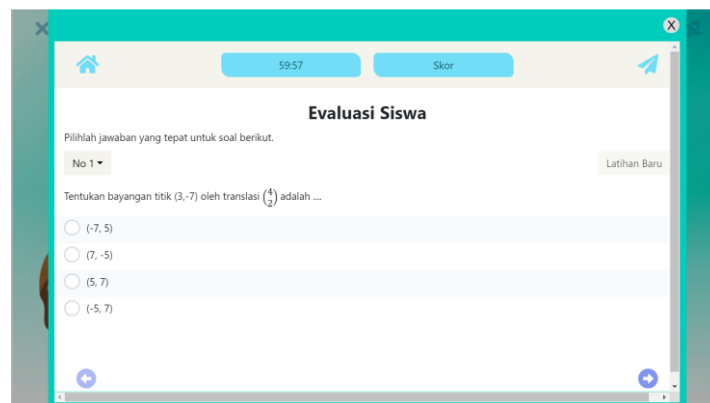 X
59:57
Skor
Evaluasi Siswa
Pilihlah jawaban yang tepat untuk soal berikut.
No 1
Latihan Baru
Tentukan bayangan titik (3,-7) oleh translasi (4 2) adalah ....
(-7, 5)
(7, -5)
(5, 7)
(-5, 7)